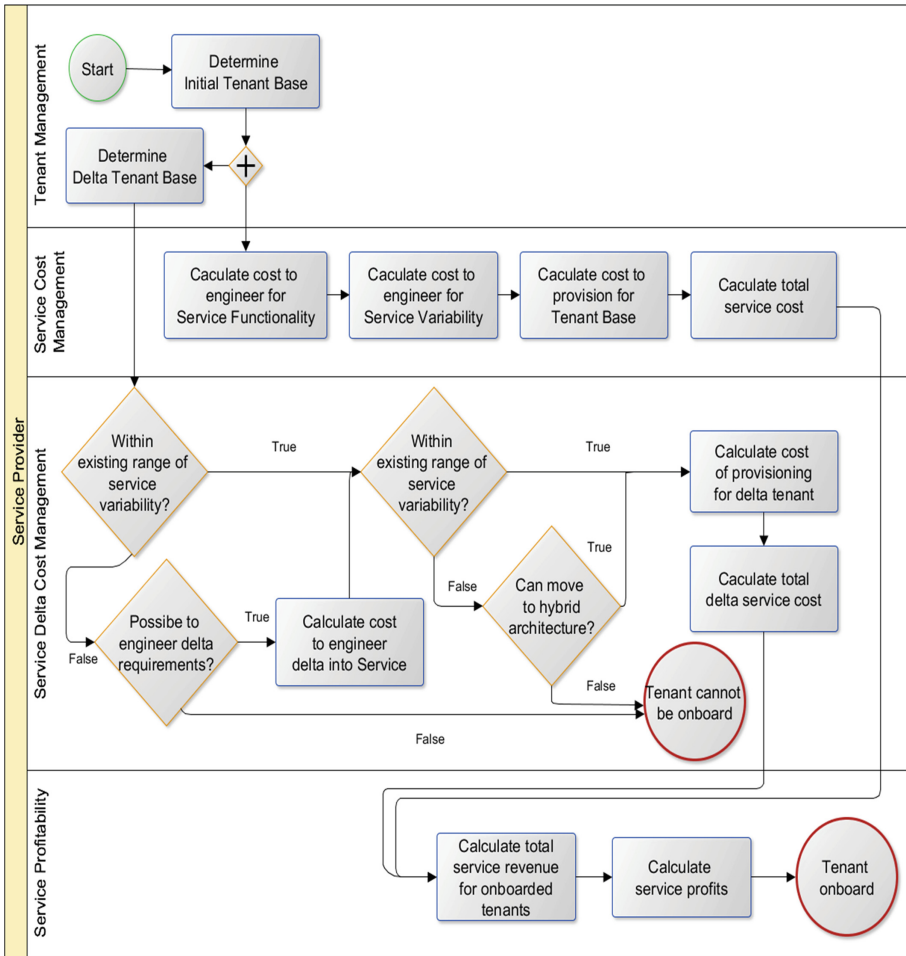 Service Provider
Tenant Management
Start
Determine
Initial Tenant Base
Determine
Delta Tenant Base
Service Cost
Management
Caculate cost to
engineer for
Service Functionality
Caculate cost to
engineer for
Service Variability
Caculate cost to
provision for
Tenant Base
Caculate total
service cost
Service Delta Cost Management
Within
existing range of
service
variability?
True
Within
existing range of
service
variability?
True
Calculate cost
of provisioning
for delta tenant
False
Possibe to
engineer delta
requirements?
True
Calculate cost
to engineer
delta into Service
False
Can move
to hybrid
architecture?
True
Caculate total
delta service cost
False
Tenant cannot
be onboard
False
Service Profitability
Calculate total
service revenue
for onboarded
tenants
Calculate
service profits
Tenant
onboard